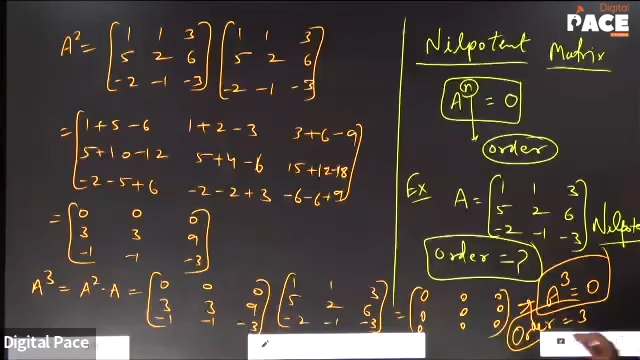 Digital
PACE
A² = [1 1 3] [1 1 3]
[5 2 6] [5 2 6]
[-2 -1 -3] [-2 -1 -3]
= [1+5-6 1+2-3 3+6-9]
[5+10-12 5+4-6 15+12-18]
[-2-5+6 -2-2+3 -6-6+9]
= [0 0 0]
[3 3 9]
[-1 -1 -3]
A³ = A²·A = [0 0 0] [1 1 3] = [0 0 0]
[3 3 9] [5 2 6] [0 0 0]
[-1 -1 -3] [-2 -1 -3] [0 0 0]
→ A³ = 0
Order = 3
Nilpotent Matrix
Aⁿ = 0
order
Ex A = [1 1 3]
[5 2 6]
[-2 -1 -3]
Nilpote
Order = ?
Digital Pace